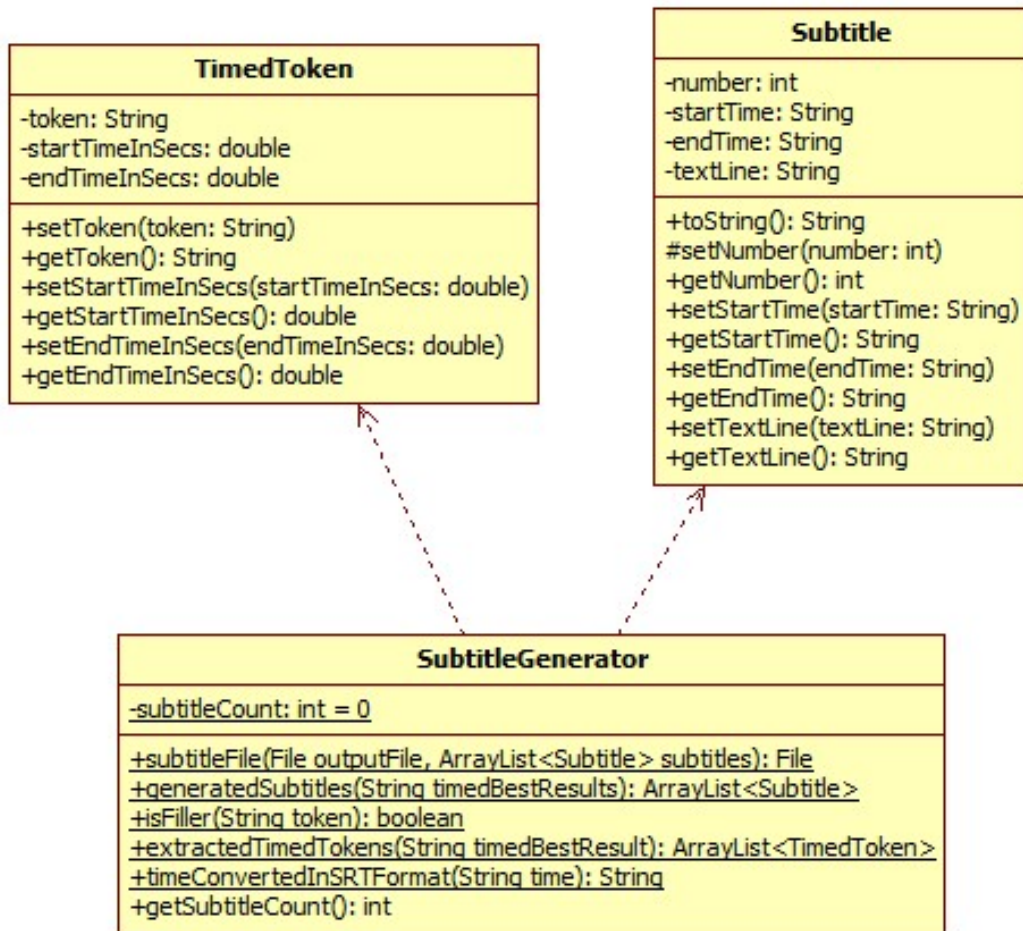 TimedToken
-token: String
-startTimeInSecs: double
-endTimeInSecs: double
+setToken(token: String)
+getToken(): String
+setStartTimeInSecs(startTimeInSecs: double)
+getStartTimeInSecs(): double
+setEndTimeInSecs(endTimeInSecs: double)
+getEndTimeInSecs(): double
Subtitle
-number: int
-startTime: String
-endTime: String
-textLine: String
+toString(): String
#setNumber(number: int)
+getNumber(): int
+setStartTime(startTime: String)
+getStartTime(): String
+setEndTime(endTime: String)
+getEndTime(): String
+setTextLine(textLine: String)
+getTextLine(): String
SubtitleGenerator
-subtitleCount: int = 0
+subtitleFile(File outputFile, ArrayList<Subtitle> subtitles): File
+generatedSubtitles(String timedBestResults): ArrayList<Subtitle>
+isFiller(String token): boolean
+extractedTimedTokens(String timedBestResult): ArrayList<TimedToken>
+timeConvertedInSRTFormat(String time): String
+getSubtitleCount(): int